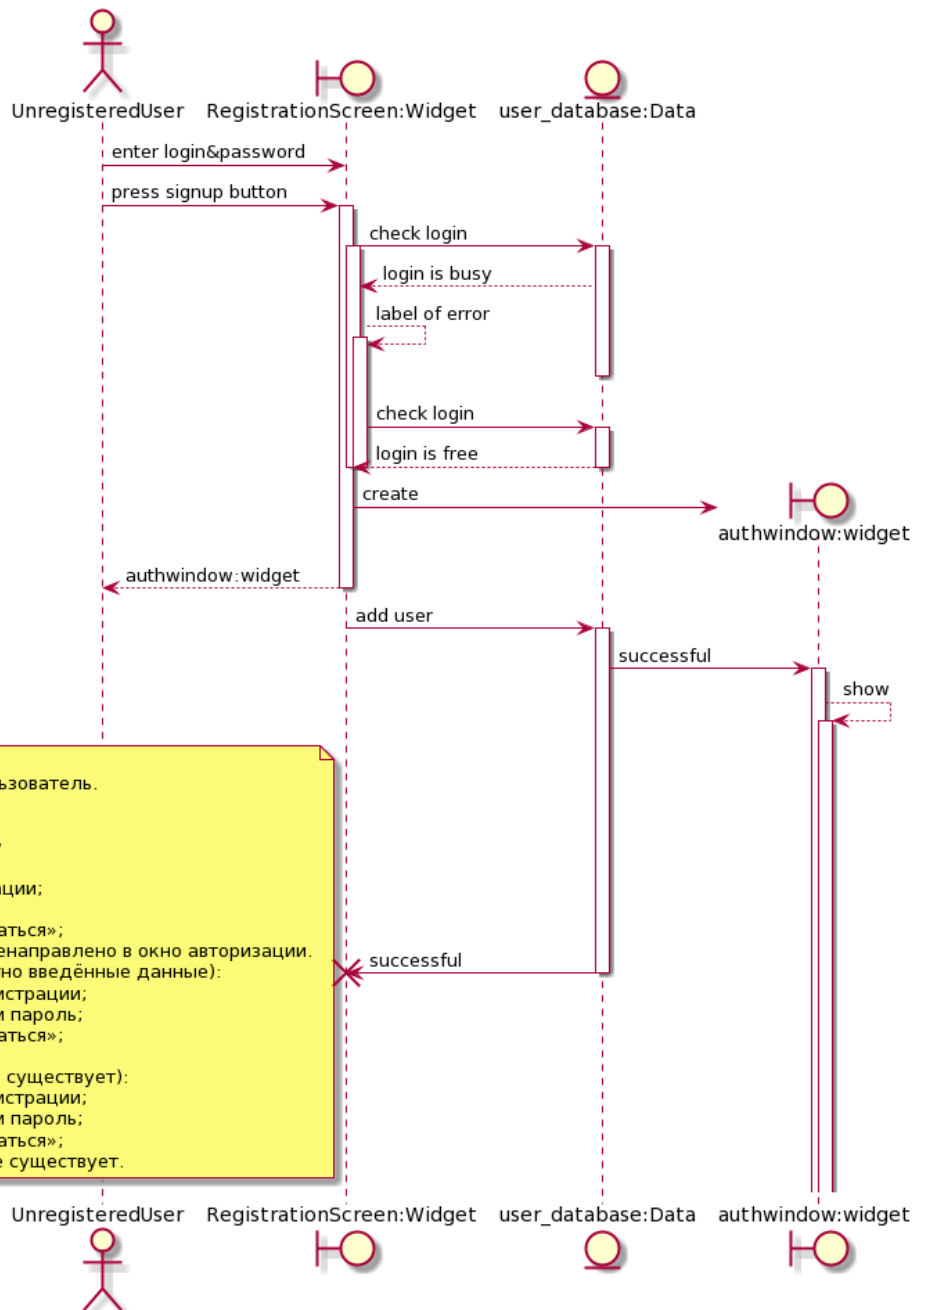 UnregisteredUser RegistrationScreen:Widget user_database:Data
enter login&password
press signup button
check login
login is busy
label of error
check login
login is free
create
authwindow:widget
authwindow:widget
add user
successful
show
ьзователь.
,
ции;
аться»;
енаправлено в окно авторизации.
но введённые данные):
successful
истрации;
и пароль;
аться»;
существует):
истрации;
и пароль;
аться»;
е существует.
UnregisteredUser RegistrationScreen:Widget user_database:Data authwindow:widget